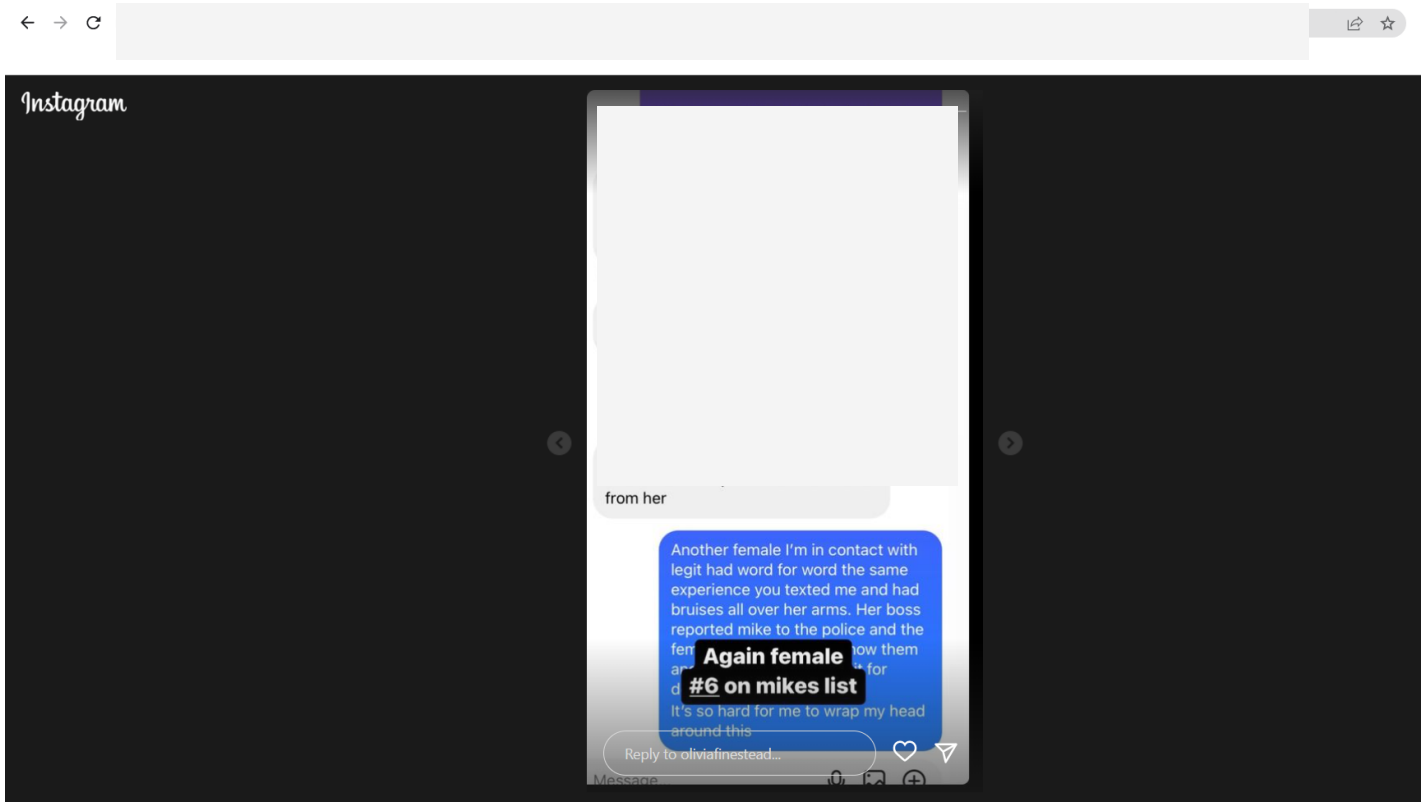 Instagram
from her
Another female I'm in contact with
legit had word for word the same
experience you texted me and had
bruises all over her arms. Her boss
reported mike to the police and the
them
for
Again female
#6 on mikes list
It's so hard for me to wrap my head
around this
Reply to oliviafinestead...
Message